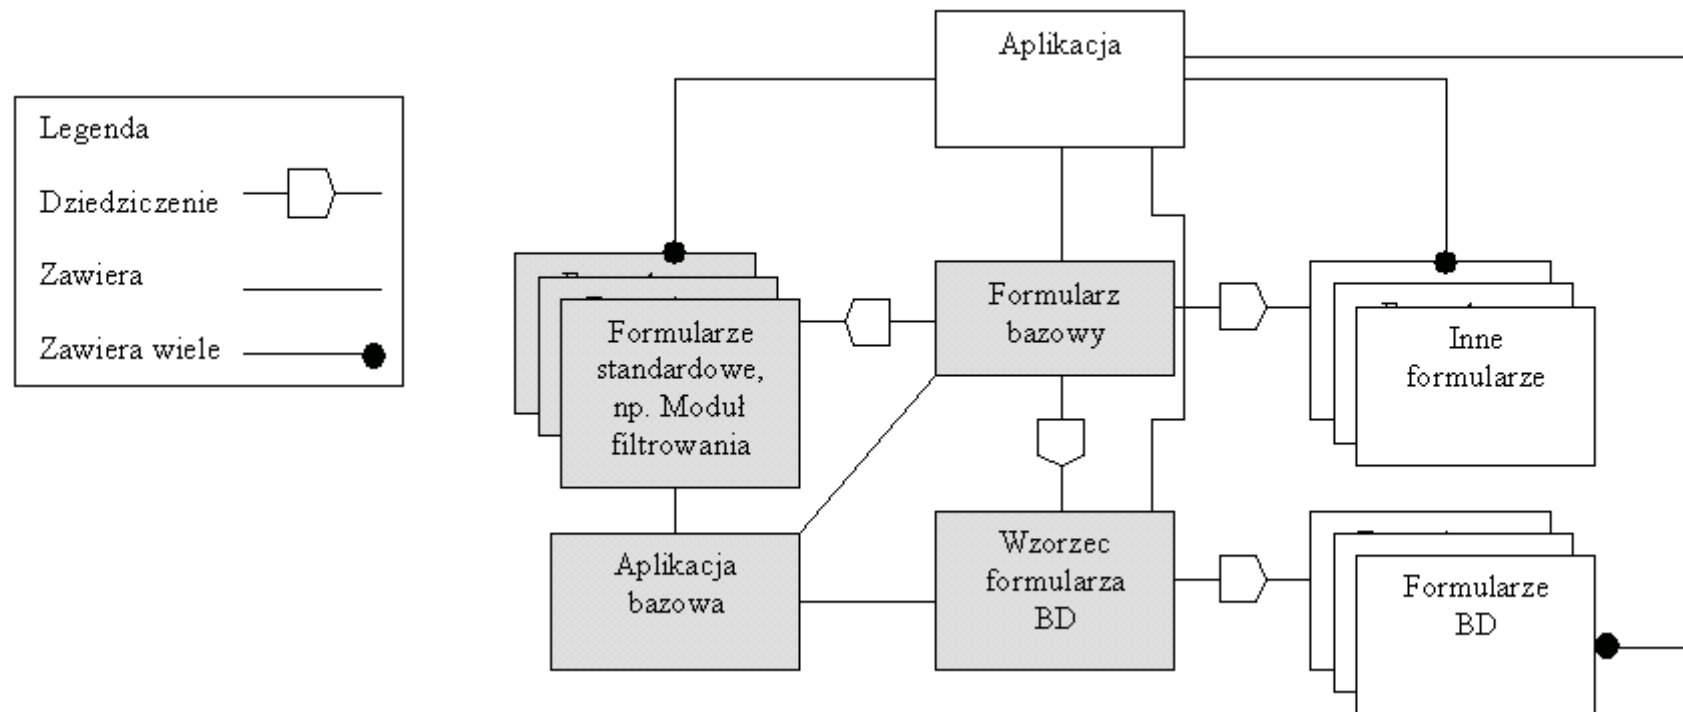 Aplikacja
Legenda
Dziedziczenie
Zawiera
Zawiera wiele
Formularze
standardowe,
np. Moduł
filtrowania
Formularz
bazowy
Inne
formularze
Aplikacja
bazowa
Wzorzec
formularza
BD
Formularze
BD